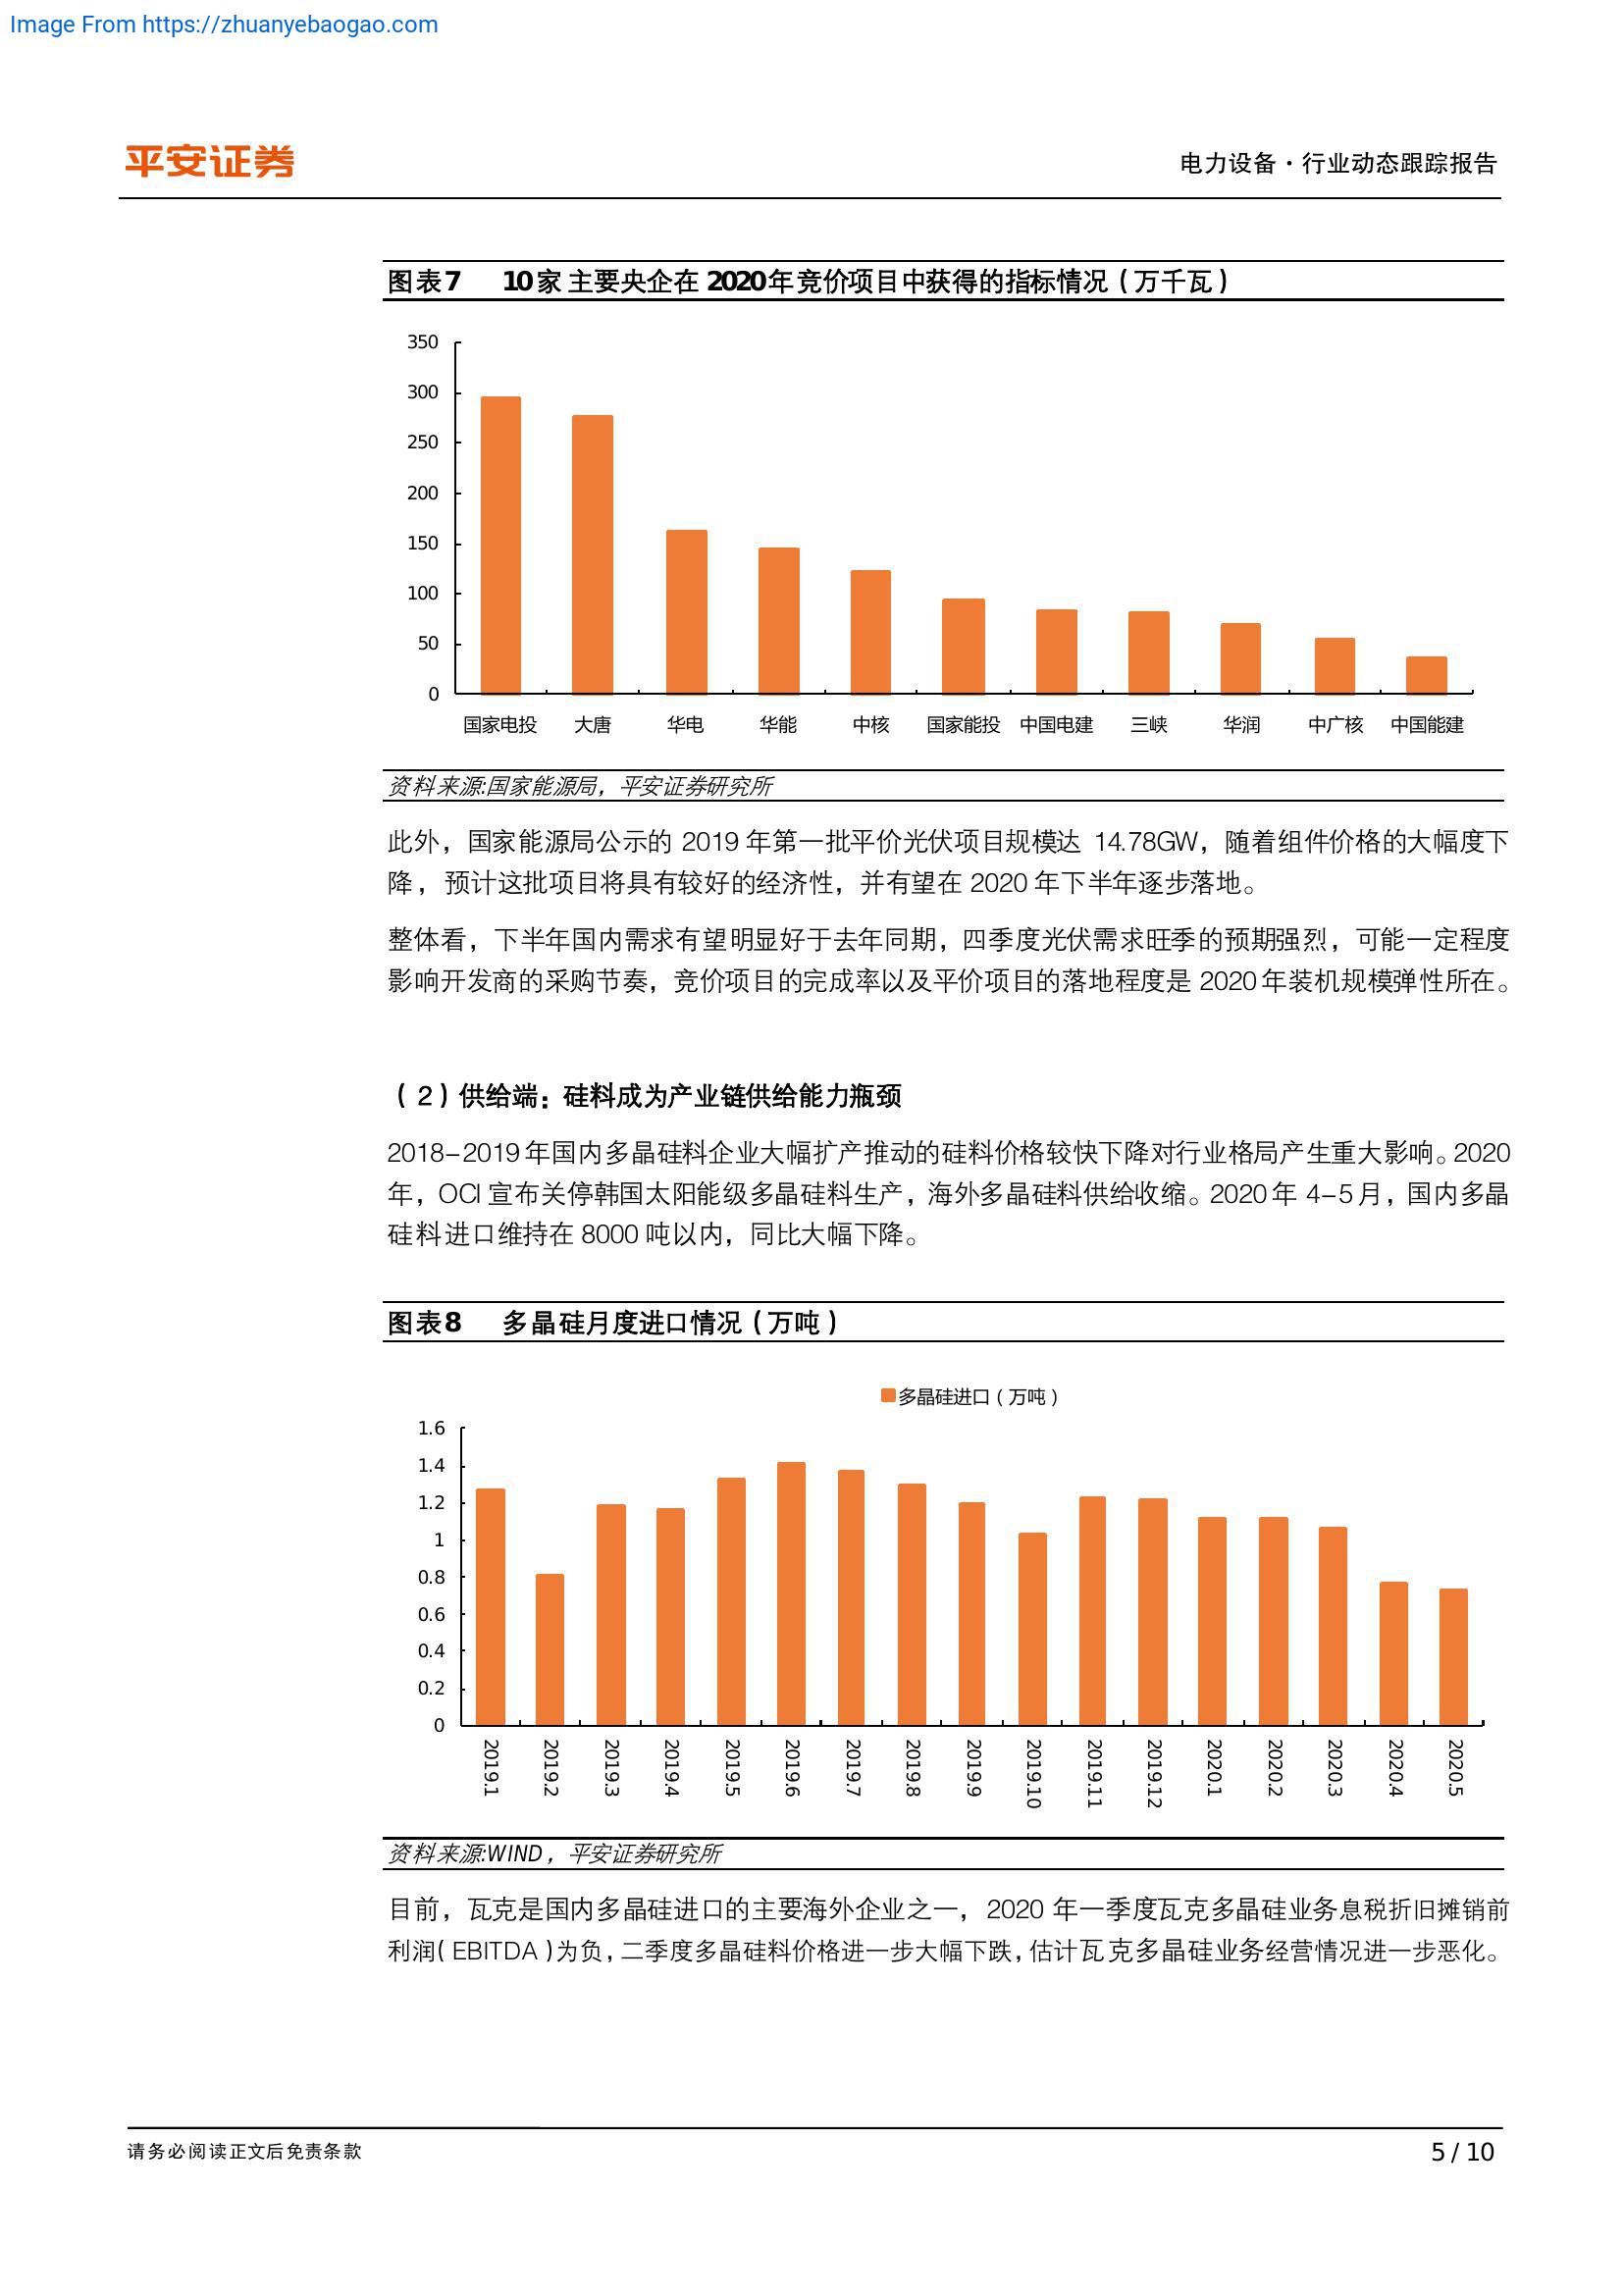 Image From https://zhuanyebaogao.com
平安证券
电力设备·行业动态跟踪报告
图表7 10家主要央企在2020年竞价项目中获得的指标情况（万千瓦）
350
300
250
200
150
100
50
0
国家电投 大唐 华电 华能 中核 国家能投 中国电建 三峡 华润 中广核 中国能建
资料来源:国家能源局，平安证券研究所
此外，国家能源局公示的 2019 年第一批平价光伏项目规模达 14.78GW，随着组件价格的大幅度下
降，预计这批项目将具有较好的经济性，并有望在 2020 年下半年逐步落地。
整体看，下半年国内需求有望明显好于去年同期，四季度光伏需求旺季的预期强烈，可能一定程度
影响开发商的采购节奏，竞价项目的完成率以及平价项目的落地程度是 2020 年装机规模弹性所在。
（2）供给端：硅料成为产业链供给能力瓶颈
2018-2019 年国内多晶硅料企业大幅扩产推动的硅料价格较快下降对行业格局产生重大影响。2020
年，OCI 宣布关停韩国太阳能级多晶硅料生产，海外多晶硅料供给收缩。2020 年 4-5 月，国内多晶
硅料进口维持在 8000 吨以内，同比大幅下降。
图表8 多晶硅月度进口情况（万吨）
多晶硅进口（万吨）
1.6
1.4
1.2
1
0.8
0.6
0.4
0.2
0
2019.1 2019.2 2019.3 2019.4 2019.5 2019.6 2019.7 2019.8 2019.9 2019.10 2019.11 2019.12 2020.1 2020.2 2020.3 2020.4 2020.5
资料来源:WIND，平安证券研究所
目前，瓦克是国内多晶硅进口的主要海外企业之一，2020 年一季度瓦克多晶硅业务息税折旧摊销前
利润（EBITDA）为负，二季度多晶硅料价格进一步大幅下跌，估计瓦克多晶硅业务经营情况进一步恶化。
请务必阅读正文后免责条款
5 / 10